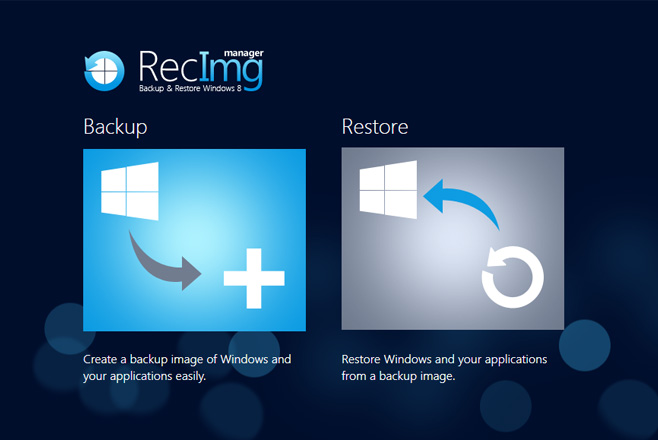 manager
RecImg
Backup & Restore Windows 8
Backup
Restore
Create a backup image of Windows and
your applications easily.
Restore Windows and your applications
from a backup image.